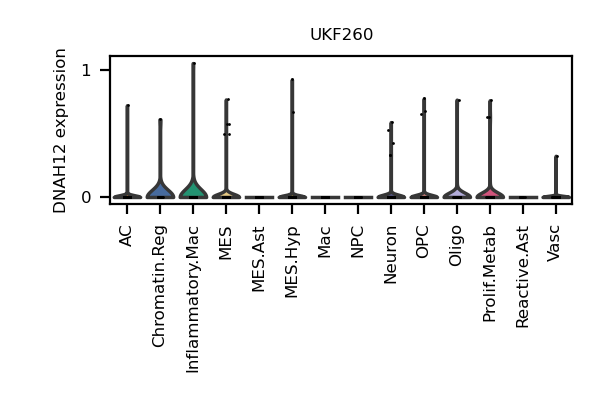 UKF260
DNAH12 expression
1
0
AC
Chromatin.Reg
Inflammatory.Mac
MES
MES.Ast
MES.Hyp
Mac
NPC
Neuron
OPC
Oligo
Prolif.Metab
Reactive.Ast
Vasc